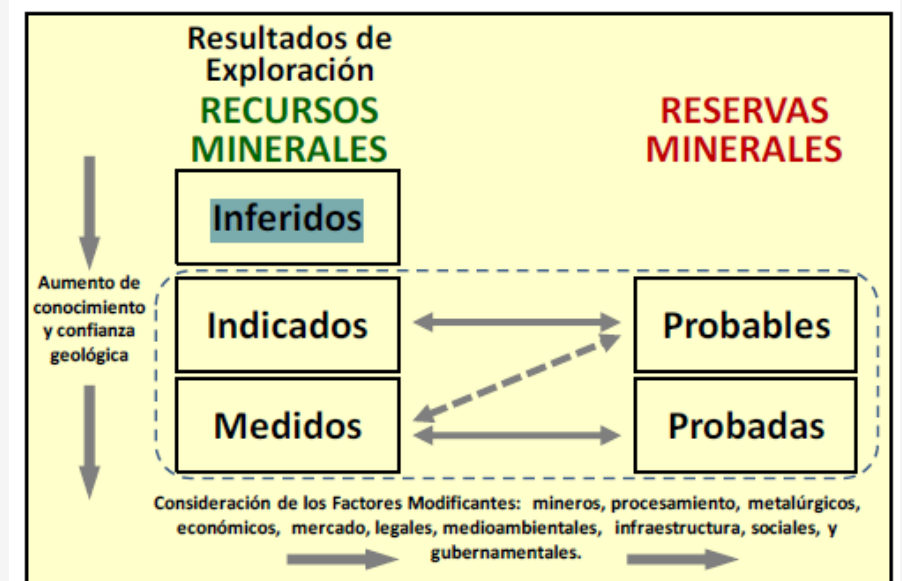 Resultados de
Exploración
RECURSOS
MINERALES
RESERVAS
MINERALES
Inferidos
Aumento de
conocimiento
y confianza
geológica
Indicados
Probables
Medidos
Probadas
Consideración de los Factores Modificantes: mineros, procesamiento, metalúrgicos,
económicos, mercado, legales, medioambientales, infraestructura, sociales, y
gubernamentales.